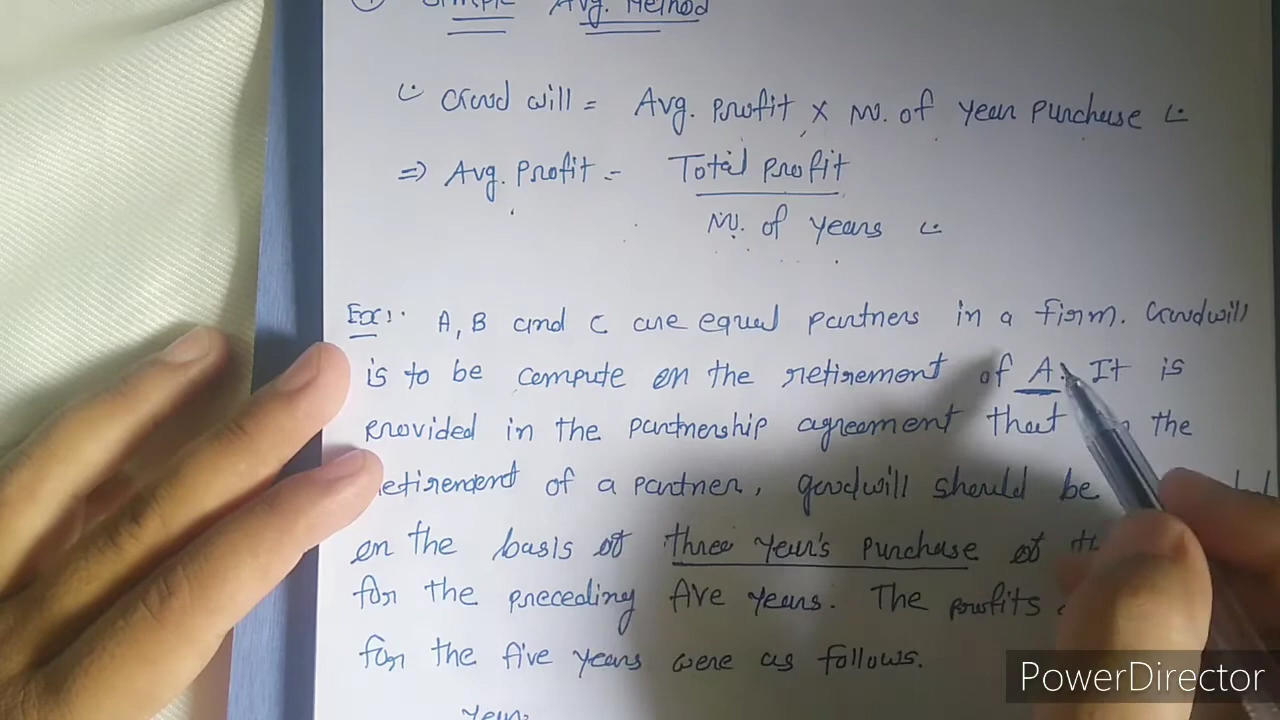 Simple Avg. Method
Good will = Avg. profit × No. of year purchase
⇒ Avg. profit = Total profit
No. of years
Ex:. A, B and C are equal partners in a firm. Goodwill
is to be compute on the retirement of A. It is
provided in the partnership agreement that the
retirement of a partner, goodwill should be
on the basis of three year's purchase of
for the preceding five years. The profits
for the five years were as follows.
Year
PowerDirector